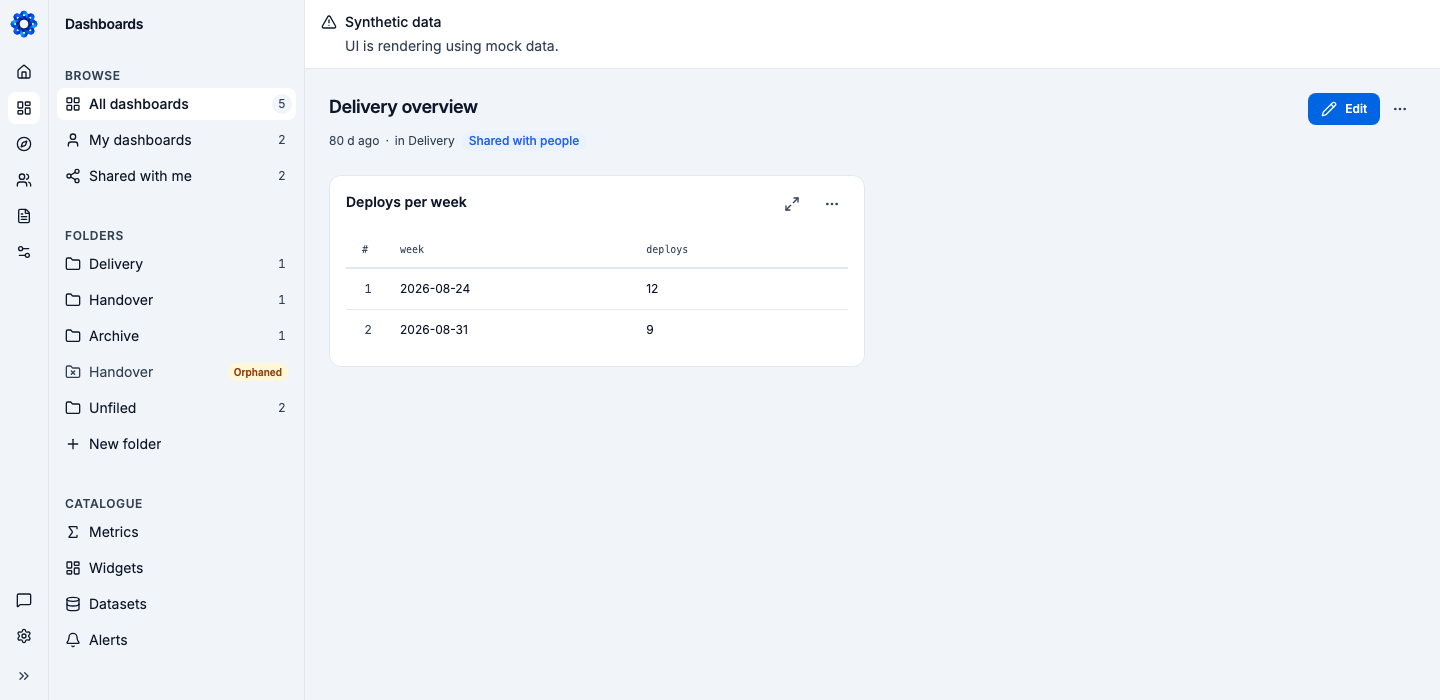 Dashboards
BROWSE
All dashboards 5
My dashboards 2
Shared with me 2
FOLDERS
Delivery 1
Handover 1
Archive 1
Handover Orphaned
Unfiled 2
New folder
CATALOGUE
Metrics
Widgets
Datasets
Alerts
Synthetic data
UI is rendering using mock data.
Delivery overview
Edit
80 d ago · in Delivery Shared with people
Deploys per week
# week deploys
1 2026-08-24 12
2 2026-08-31 9